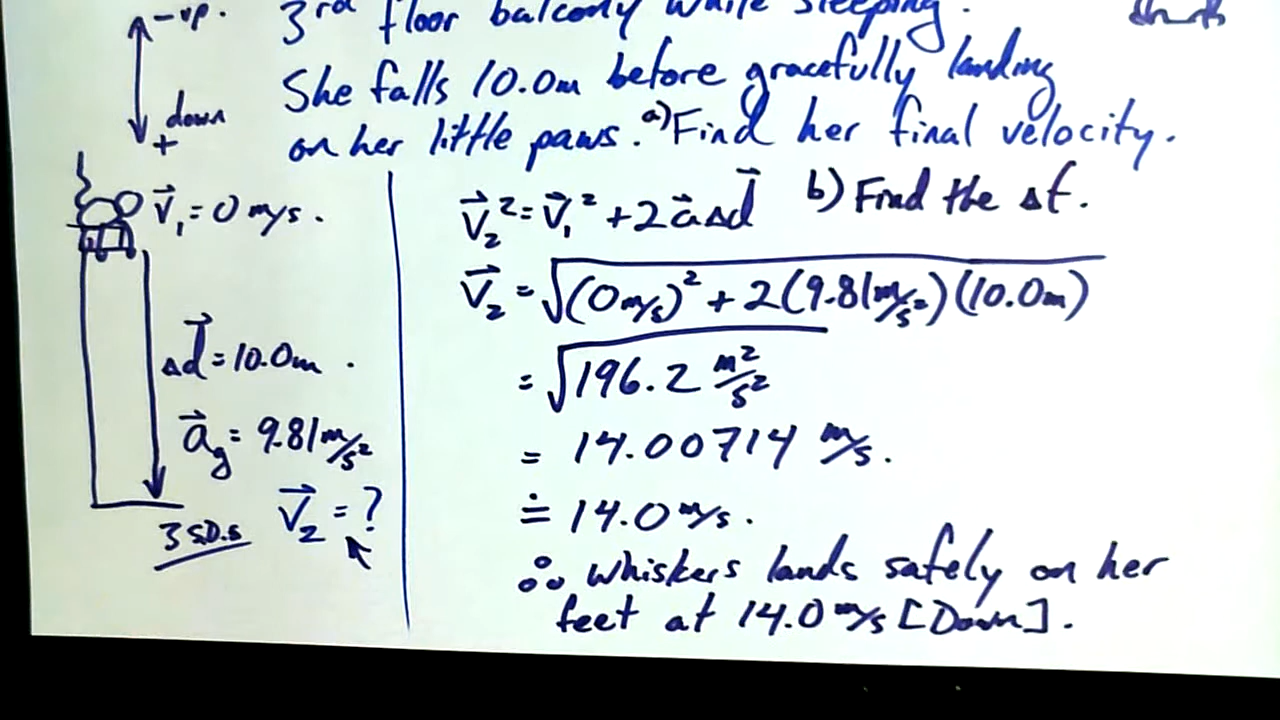 -up.
3rd floor balcony while sleeping.
+ down
She falls 10.0m before gracefully landing
on her little paws. a) Find her final velocity.
b) Find the Δt.
v⃗₁ = 0 m/s.
Δd⃗ = 10.0m.
a⃗g = 9.81 m/s²
v⃗₂ = ?
3 S.D.s
v⃗₂² = v⃗₁² + 2a⃗Δd⃗
v⃗₂ = √((0 m/s)² + 2(9.81 m/s²)(10.0m))
= √(196.2 m²/s²)
= 14.00714 m/s.
≐ 14.0 m/s.
∴ Whiskers lands safely on her
feet at 14.0 m/s [Down].